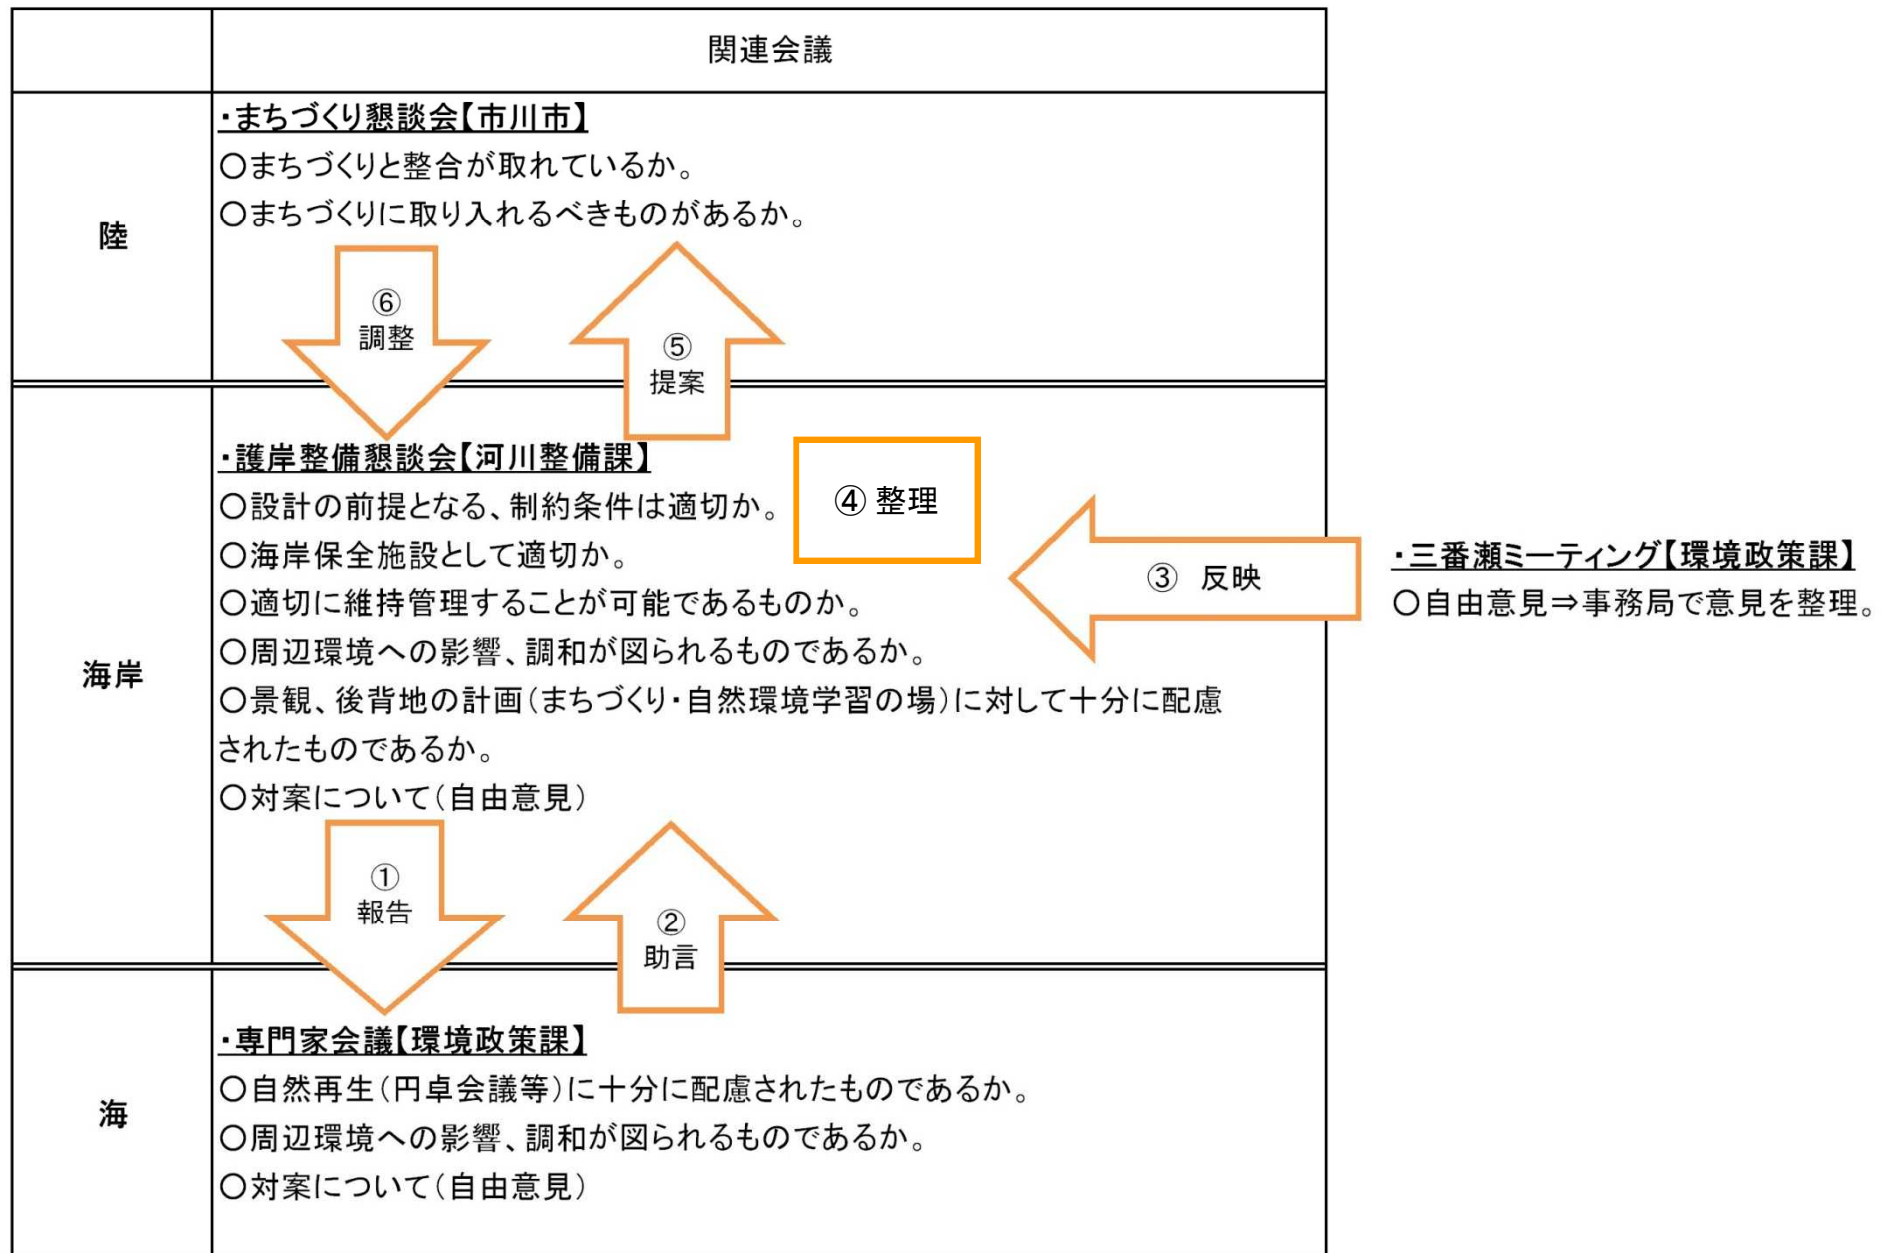 関連会議
陸
・まちづくり懇談会【市川市】
〇まちづくりと整合が取れているか。
〇まちづくりに取り入れるべきものがあるか。
⑥
調整
⑤
提案
海岸
・護岸整備懇談会【河川整備課】
〇設計の前提となる、制約条件は適切か。
④ 整理
〇海岸保全施設として適切か。
〇適切に維持管理することが可能であるものか。
〇周辺環境への影響、調和が図られるものであるか。
〇景観、後背地の計画（まちづくり・自然環境学習の場）に対して十分に配慮
されたものであるか。
〇対案について（自由意見）
③ 反映
・三番瀬ミーティング【環境政策課】
〇自由意見⇒事務局で意見を整理。
①
報告
②
助言
海
・専門家会議【環境政策課】
〇自然再生（円卓会議等）に十分に配慮されたものであるか。
〇周辺環境への影響、調和が図られるものであるか。
〇対案について（自由意見）